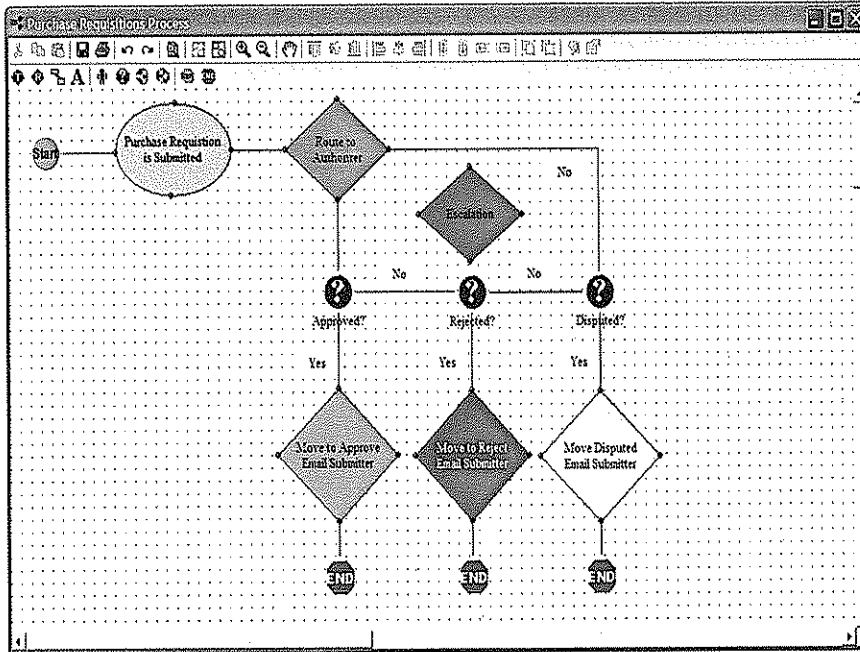 Purchase Requisitions Process
Start
Purchase Requistion
is Submitted
Route to
Authoriter
No
Escalation
No
No
Approved?
Rejected?
Disputed?
Yes
Yes
Yes
Move to Approve
Email Submitter
Move to Reject
Email Submitter
Move Disputed
Email Submitter
END
END
END